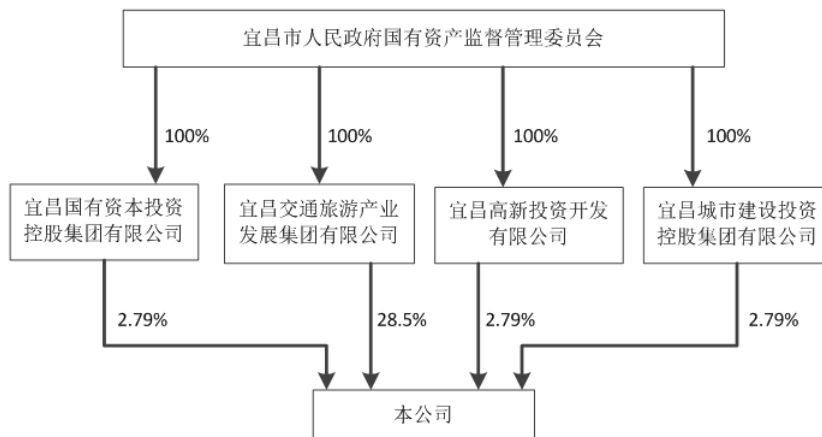 宜昌市人民政府国有资产监督管理委员会
100%
100%
100%
100%
宜昌国有资本投资
控股集团有限公司
宜昌交通旅游产业
发展集团有限公司
宜昌高新投资开发
有限公司
宜昌城市建设投资
控股集团有限公司
2.79%
28.5%
2.79%
2.79%
本公司